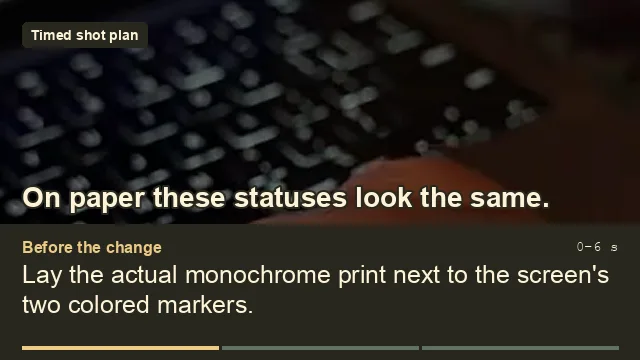 Timed shot plan
On paper these statuses look the same.
Before the change
0–6 s
Lay the actual monochrome print next to the screen's
two colored markers.